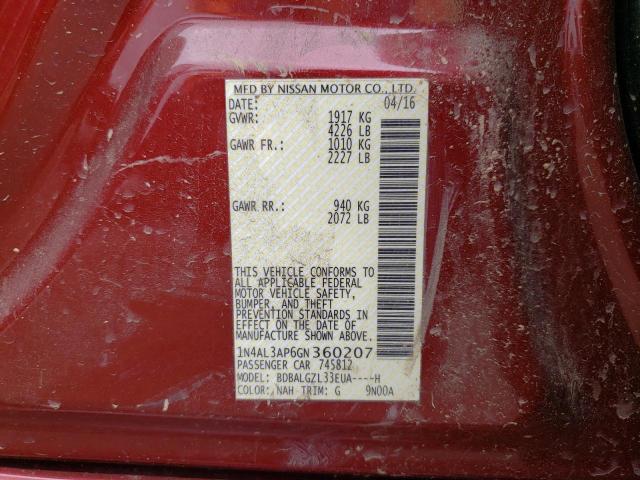 MFD BY NISSAN MOTOR CO., LTD.
DATE: 04/16
GVWR: 1917 KG
4226 LB
GAWR FR.: 1010 KG
2227 LB
GAWR RR.: 940 KG
2072 LB
THIS VEHICLE CONFORMS TO
ALL APPLICABLE FEDERAL
MOTOR VEHICLE SAFETY,
BUMPER, AND THEFT
PREVENTION STANDARDS IN
EFFECT ON THE DATE OF
MANUFACTURE SHOWN ABOVE.
1N4AL3AP6GN360207
PASSENGER CAR 745812
MODEL: BDBALGZL33EUA----H
COLOR: NAH TRIM: G 9N00A